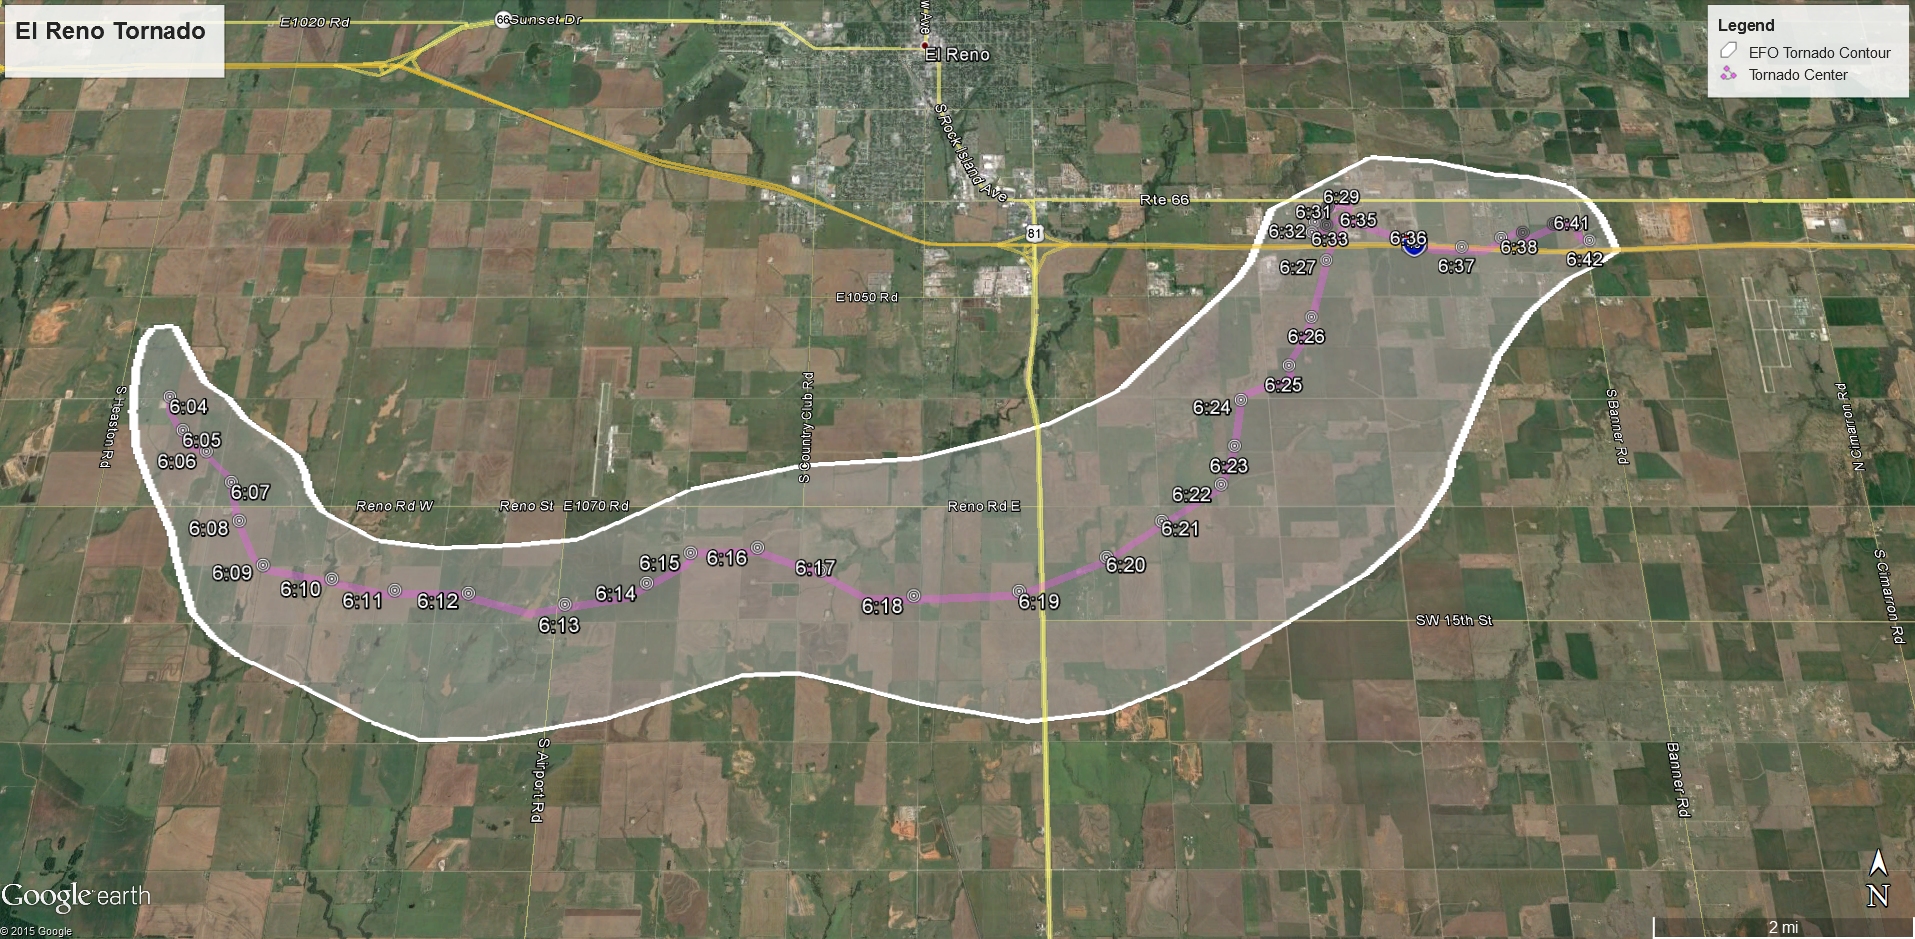 El Reno Tornado
E1020 Rd
66
Sunset Dr
w Ave
El Reno
Legend
EFO Tornado Contour
Tornado Center
S Rock Island Ave
Rte 66
81
E1050 Rd
6:29
6:31
6:35
6:32
6:33
6:36
6:38
6:41
6:27
6:37
6:42
6:26
6:25
6:24
6:23
6:22
6:21
6:20
6:19
S Heaston Rd
6:04
6:05
6:06
6:07
6:08
6:09
6:10
6:11
6:12
6:13
6:14
6:15
6:16
6:17
6:18
S Country Club Rd
Reno Rd W
Reno St
E1070 Rd
Reno Rd E
S Banner Rd
N Cimarron Rd
S Cimarron Rd
SW 15th St
S Airport Rd
Banner Rd
N
2 mi
Google earth
© 2015 Google